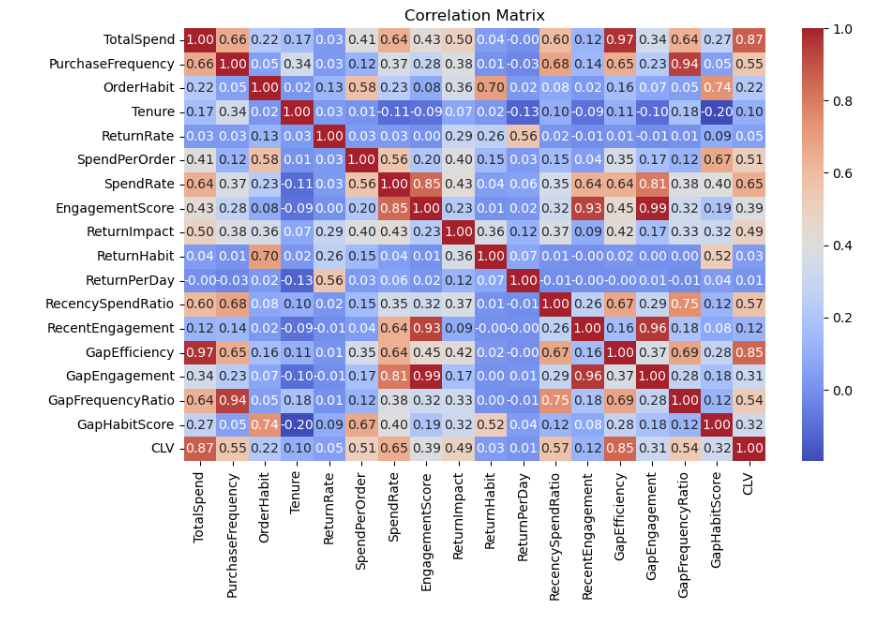 Correlation Matrix
TotalSpend 1.00 0.66 0.22 0.17 0.03 0.41 0.64 0.43 0.50 0.04 -0.00 0.60 0.12 0.97 0.34 0.64 0.27 0.87
PurchaseFrequency 0.66 1.00 0.05 0.34 0.03 0.12 0.37 0.28 0.38 0.01 -0.03 0.68 0.14 0.65 0.23 0.94 0.05 0.55
OrderHabit 0.22 0.05 1.00 0.02 0.13 0.58 0.23 0.08 0.36 0.70 0.02 0.08 0.02 0.16 0.07 0.05 0.74 0.22
Tenure 0.17 0.34 0.02 1.00 0.03 0.01 -0.11 -0.09 0.07 0.02 -0.13 0.10 -0.09 0.11 -0.10 0.18 -0.20 0.10
ReturnRate 0.03 0.03 0.13 0.03 1.00 0.03 0.03 0.00 0.29 0.26 0.56 0.02 -0.01 0.01 -0.01 0.01 0.09 0.05
SpendPerOrder 0.41 0.12 0.58 0.01 0.03 1.00 0.56 0.20 0.40 0.15 0.03 0.15 0.04 0.35 0.17 0.12 0.67 0.51
SpendRate 0.64 0.37 0.23 -0.11 0.03 0.56 1.00 0.85 0.43 0.04 0.06 0.35 0.64 0.64 0.81 0.38 0.40 0.65
EngagementScore 0.43 0.28 0.08 -0.09 0.00 0.20 0.85 1.00 0.23 0.01 0.02 0.32 0.93 0.45 0.99 0.32 0.19 0.39
ReturnImpact 0.50 0.38 0.36 0.07 0.29 0.40 0.43 0.23 1.00 0.36 0.12 0.37 0.09 0.42 0.17 0.33 0.32 0.49
ReturnHabit 0.04 0.01 0.70 0.02 0.26 0.15 0.04 0.01 0.36 1.00 0.07 0.01 -0.00 0.02 0.00 0.01 0.52 0.03
ReturnPerDay -0.00 -0.03 0.02 -0.13 0.56 0.03 0.06 0.02 0.12 0.07 1.00 -0.01 -0.00 -0.00 0.01 -0.01 0.04 0.01
RecencySpendRatio 0.60 0.68 0.08 0.10 0.02 0.15 0.35 0.32 0.37 0.01 -0.01 1.00 0.26 0.67 0.29 0.75 0.12 0.57
RecentEngagement 0.12 0.14 0.02 -0.09 -0.01 0.04 0.64 0.93 0.09 -0.00 -0.00 0.26 1.00 0.16 0.96 0.18 0.08 0.12
GapEfficiency 0.97 0.65 0.16 0.11 0.01 0.35 0.64 0.45 0.42 0.02 -0.00 0.67 0.16 1.00 0.37 0.69 0.28 0.85
GapEngagement 0.34 0.23 0.07 -0.10 -0.01 0.17 0.81 0.99 0.17 0.00 0.01 0.29 0.96 0.37 1.00 0.28 0.18 0.31
GapFrequencyRatio 0.64 0.94 0.05 0.18 0.01 0.12 0.38 0.32 0.33 0.01 -0.01 0.75 0.18 0.69 0.28 1.00 0.12 0.54
GapHabitScore 0.27 0.05 0.74 -0.20 0.09 0.67 0.40 0.19 0.32 0.52 0.04 0.12 0.08 0.28 0.18 0.12 1.00 0.32
CLV 0.87 0.55 0.22 0.10 0.05 0.51 0.65 0.39 0.49 0.03 0.01 0.57 0.12 0.85 0.31 0.54 0.32 1.00
TotalSpend
PurchaseFrequency
OrderHabit
Tenure
ReturnRate
SpendPerOrder
SpendRate
EngagementScore
ReturnImpact
ReturnHabit
ReturnPerDay
RecencySpendRatio
RecentEngagement
GapEfficiency
GapEngagement
GapFrequencyRatio
GapHabitScore
CLV
1.0
0.8
0.6
0.4
0.2
0.0